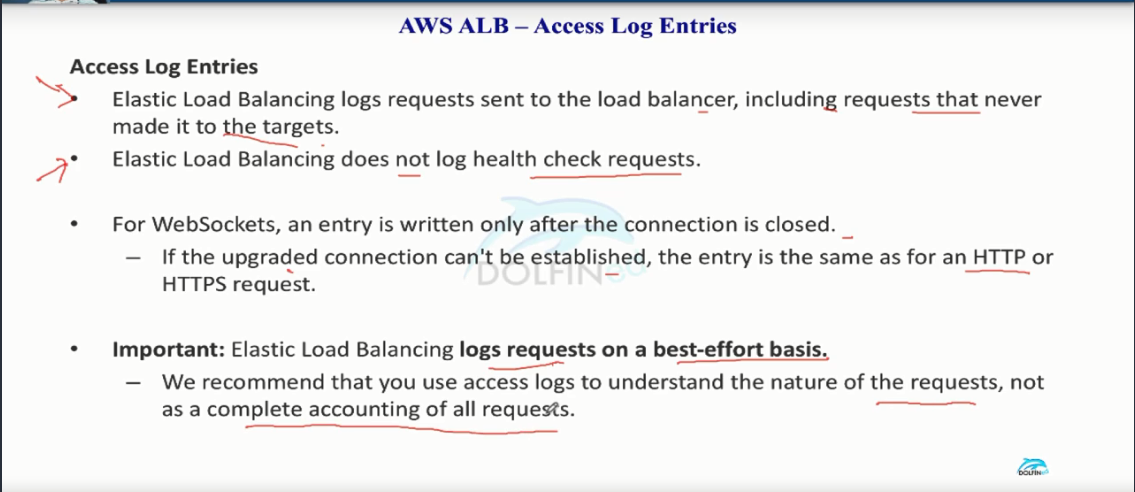 AWS ALB – Access Log Entries
Access Log Entries
• Elastic Load Balancing logs requests sent to the load balancer, including requests that never
made it to the targets.
• Elastic Load Balancing does not log health check requests.
• For WebSockets, an entry is written only after the connection is closed.
– If the upgraded connection can't be established, the entry is the same as for an HTTP or
HTTPS request.
DOLFIN
• Important: Elastic Load Balancing logs requests on a best-effort basis.
– We recommend that you use access logs to understand the nature of the requests, not
as a complete accounting of all requests.
DOLFIN